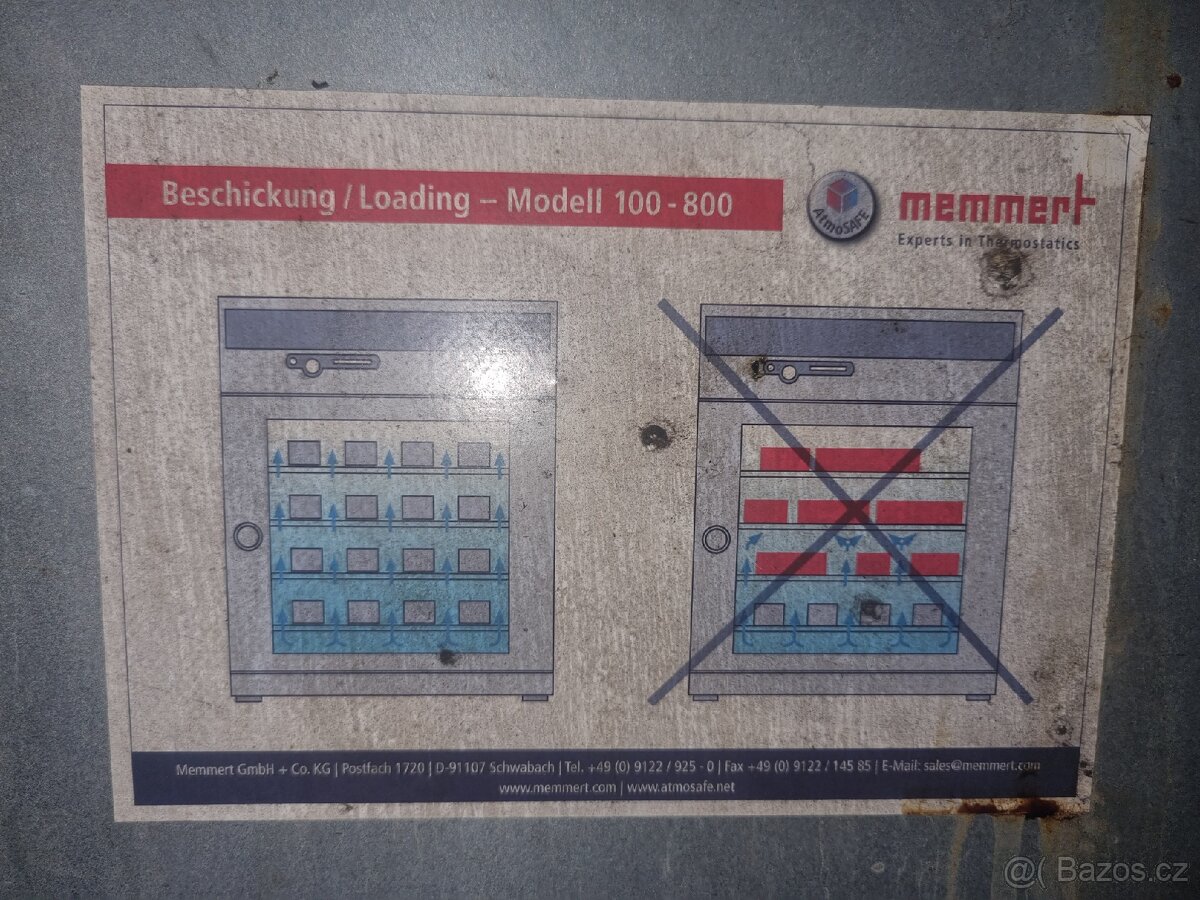 Beschickung / Loading – Modell 100 - 800
AtmoSAFE
memmert
Experts in Thermostatics
Memmert GmbH + Co. KG | Postfach 1720 | D-91107 Schwabach | Tel. +49 (0) 9122 / 925 - 0 | Fax +49 (0) 9122 / 145 85 | E-Mail: sales@memmert.com
www.memmert.com | www.atmosafe.net
@( Bazos.cz